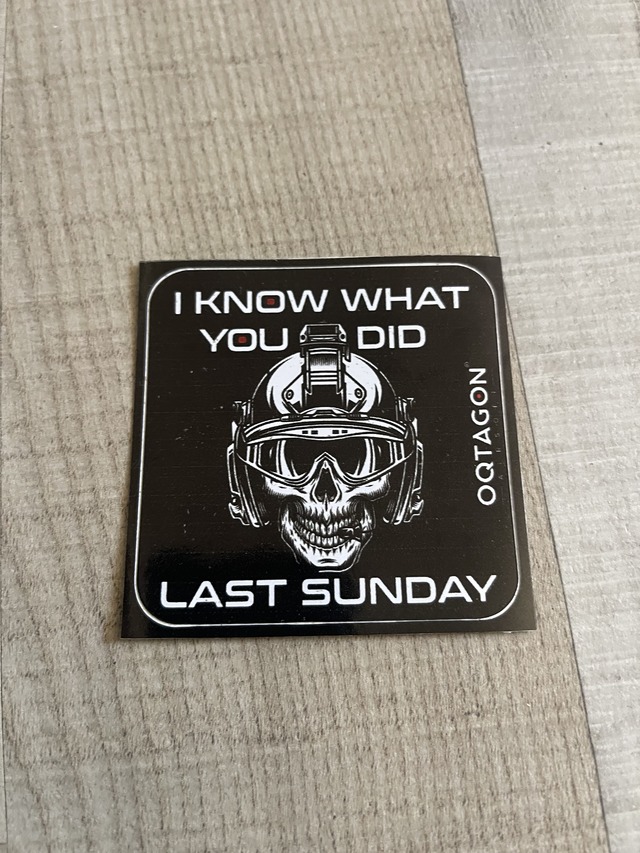 I KNOW WHAT
YOU DID
OQTAGON
LAST SUNDAY